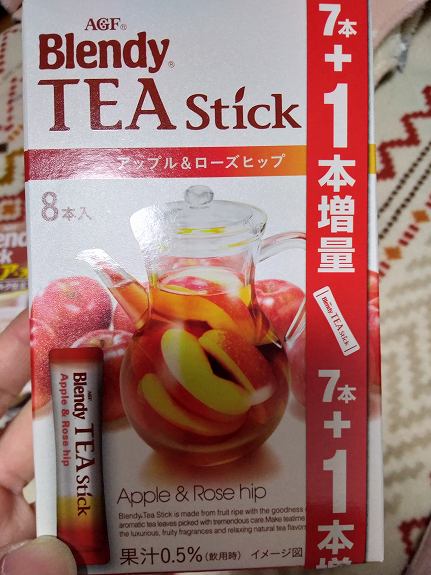 AGF®
Blendy®
TEA Stick
アップル＆ローズヒップ
8本入
7本+1本増量
Blendy TEA Stick
7本+1本増
AGF
Blendy TEA Stick
Apple & Rose hip
Apple & Rose hip
Blendy® Tea Stick is made from fruit ripe with the goodness
aromatic tea leaves picked with tremendous care. Make teatime
the luxurious, fruity fragrances and relaxing natural tea flavors
果汁0.5%(飲用時) イメージ図